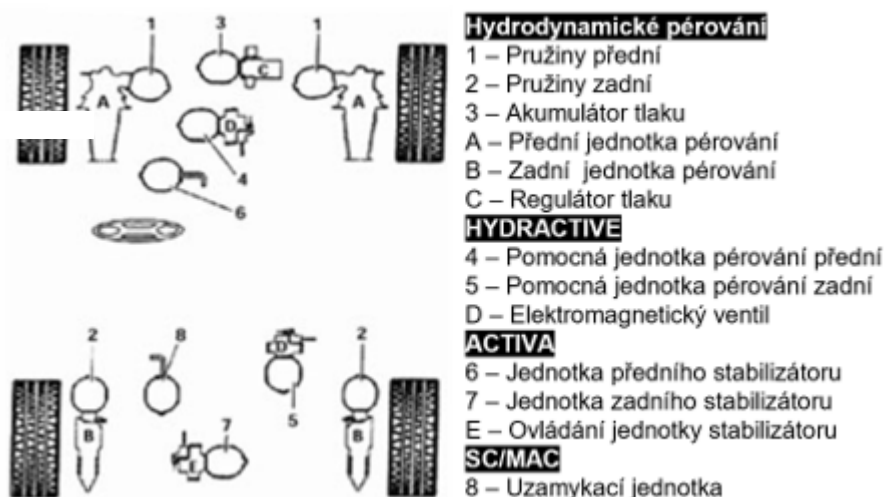 1 3 1
C
A A
D
4
6
2 8 D 2
5
B 7 B
E
Hydrodynamické pérování
1 – Pružiny přední
2 – Pružiny zadní
3 – Akumulátor tlaku
A – Přední jednotka pérování
B – Zadní jednotka pérování
C – Regulátor tlaku
HYDRACTIVE
4 – Pomocná jednotka pérování přední
5 – Pomocná jednotka pérování zadní
D – Elektromagnetický ventil
ACTIVA
6 – Jednotka předního stabilizátoru
7 – Jednotka zadního stabilizátoru
E – Ovládání jednotky stabilizátoru
SC/MAC
8 – Uzamykací jednotka